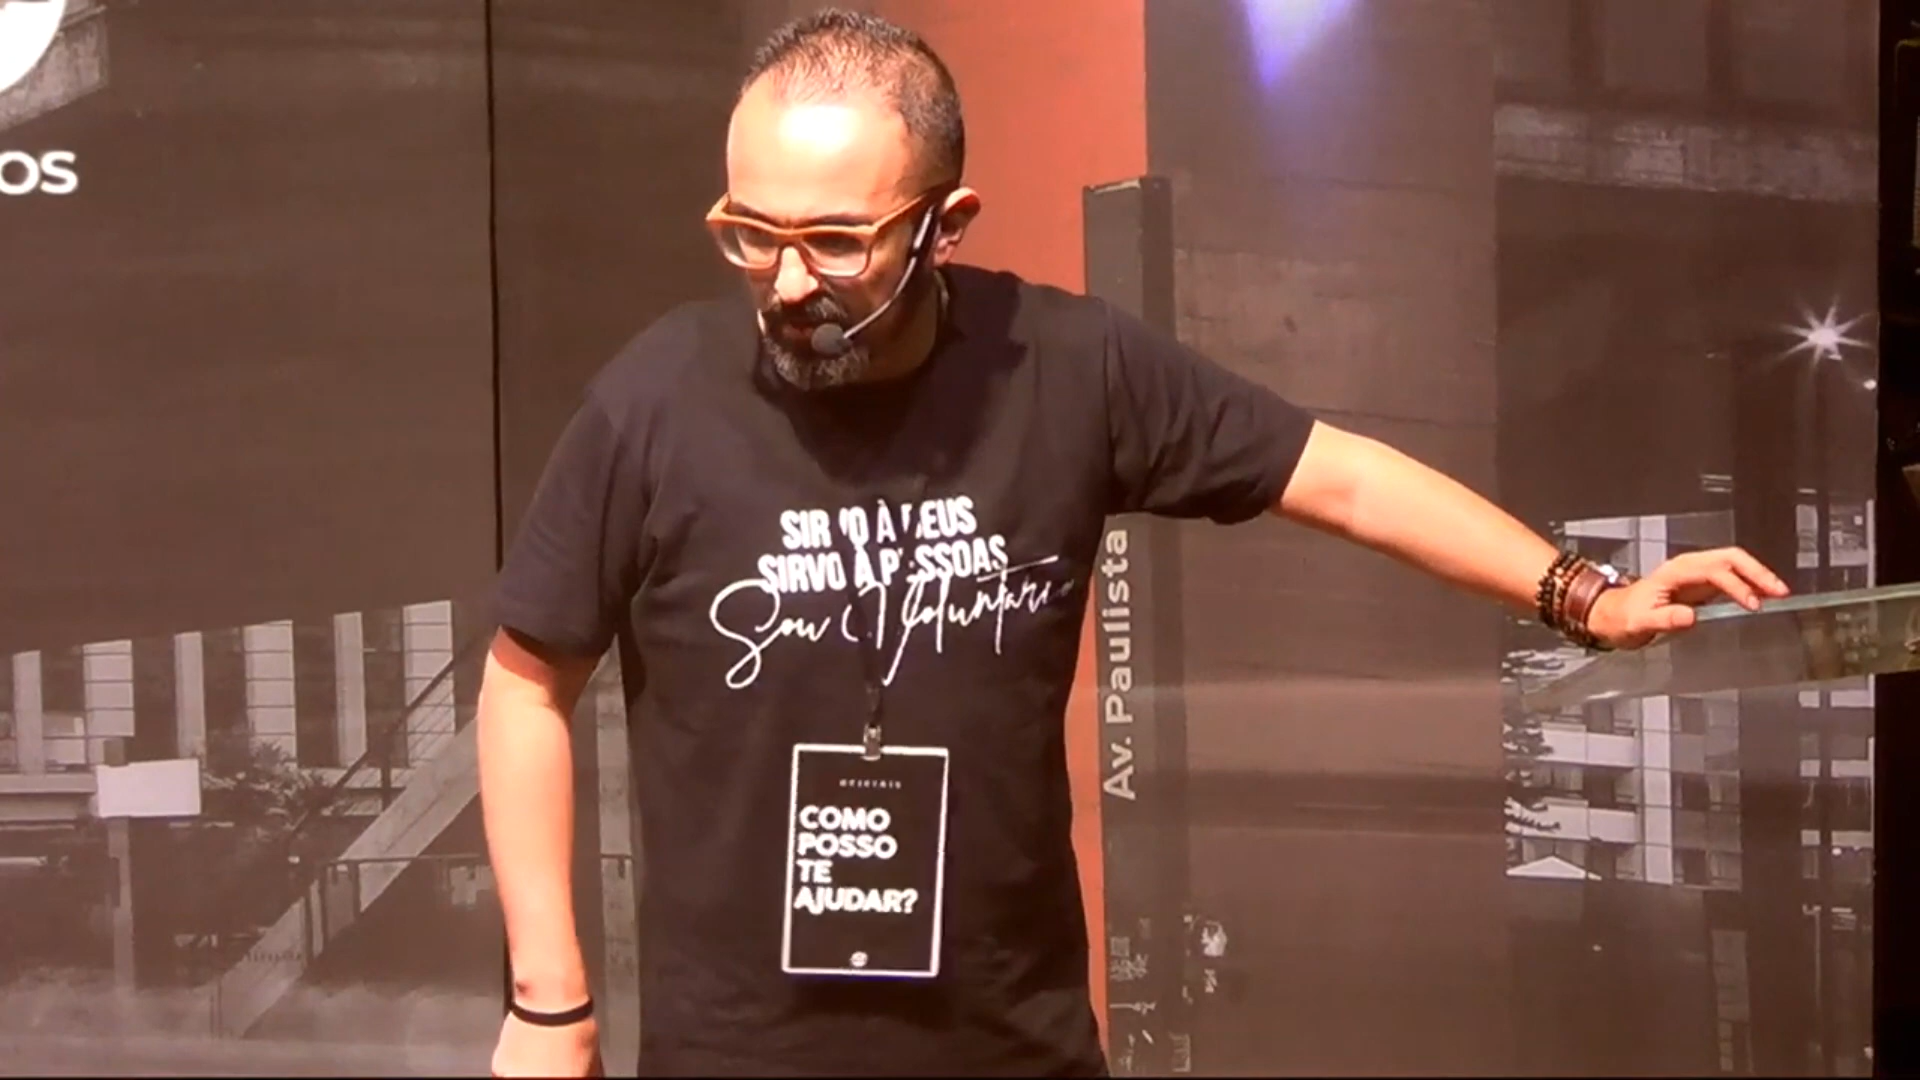 OS
SIRVO À DEUS
SIRVO À PESSOAS
Sou Voluntário
COMO
POSSO
TE
AJUDAR?
Av. Paulista